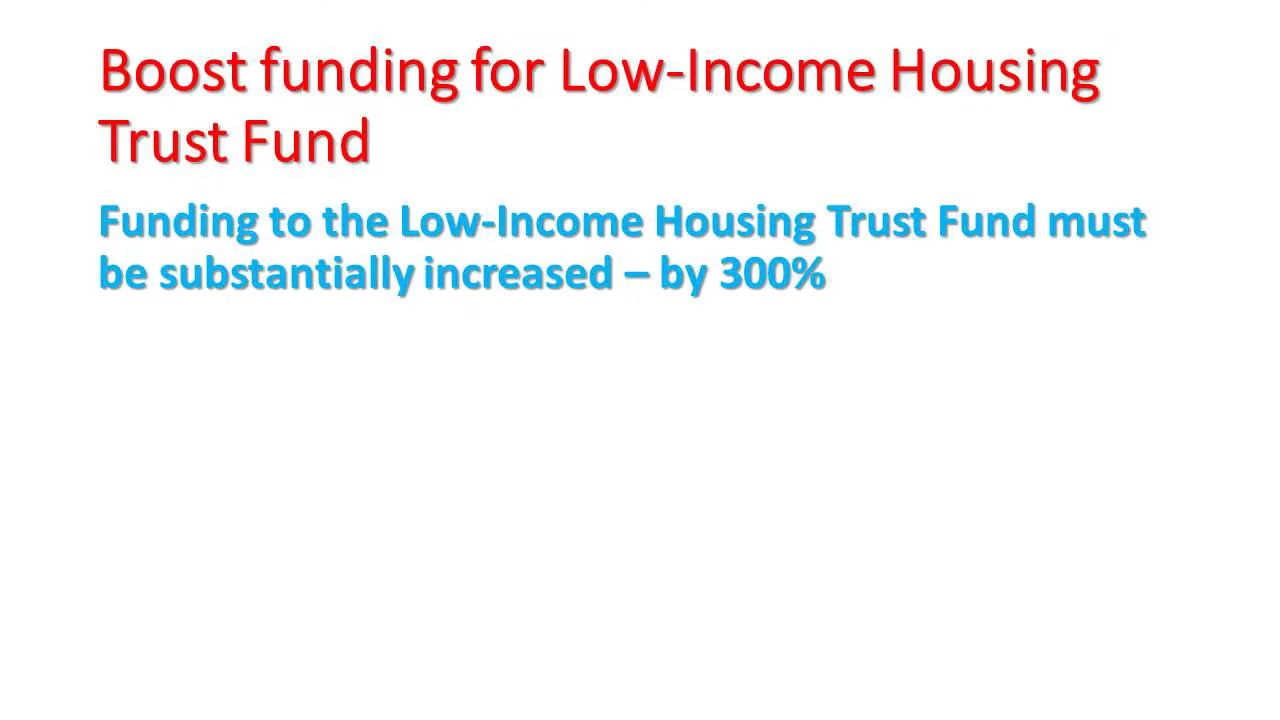 Boost funding for Low-Income Housing
Trust Fund
Funding to the Low-Income Housing Trust Fund must
be substantially increased – by 300%